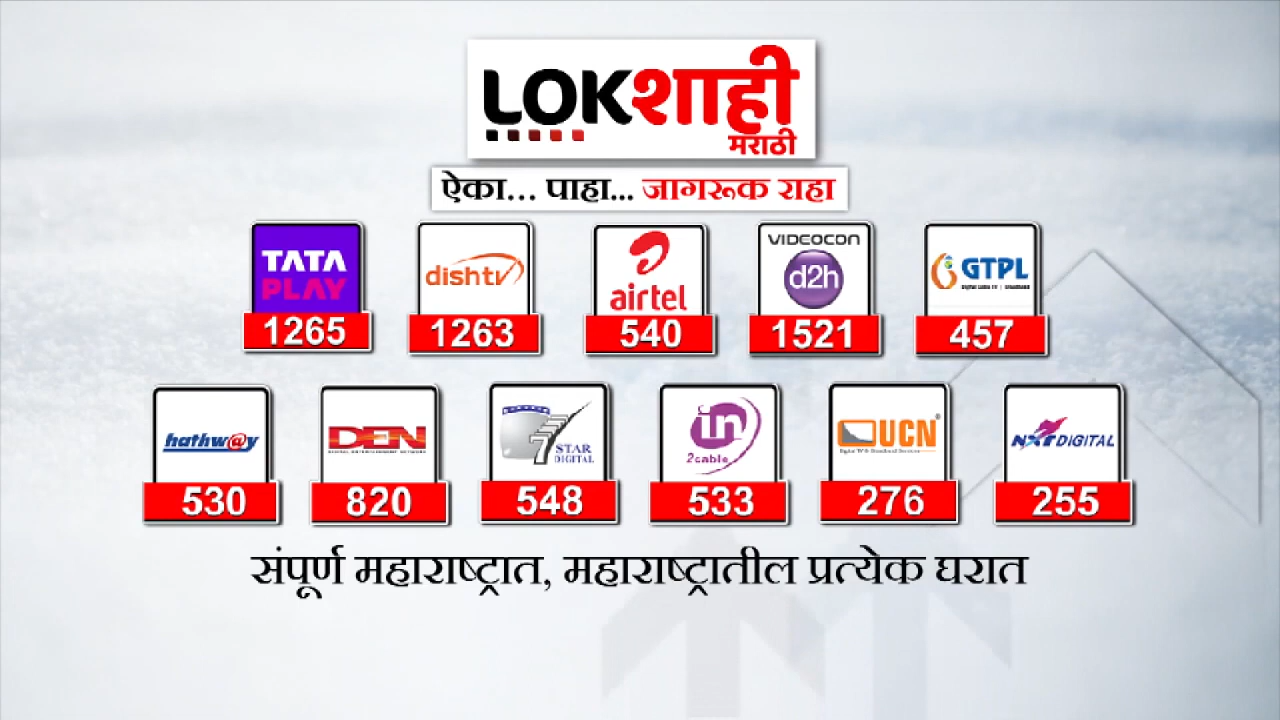 LOKशाही
मराठी
ऐका... पाहा... जागरूक राहा
TATA PLAY
1265
dishtv
1263
airtel
540
VIDEOCON
d2h
1521
GTPL
457
hathw@y
530
DEN
820
7 STAR DIGITAL
548
in
2cable
533
UCN
276
NXT DIGITAL
255
संपूर्ण महाराष्ट्रात, महाराष्ट्रातील प्रत्येक घरात